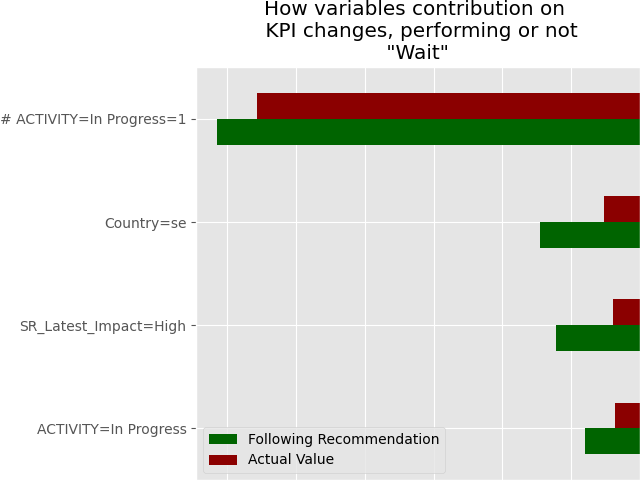 How variables contribution on
KPI changes, performing or not
"Wait"
# ACTIVITY=In Progress=1
Country=se
SR_Latest_Impact=High
ACTIVITY=In Progress
Following Recommendation
Actual Value